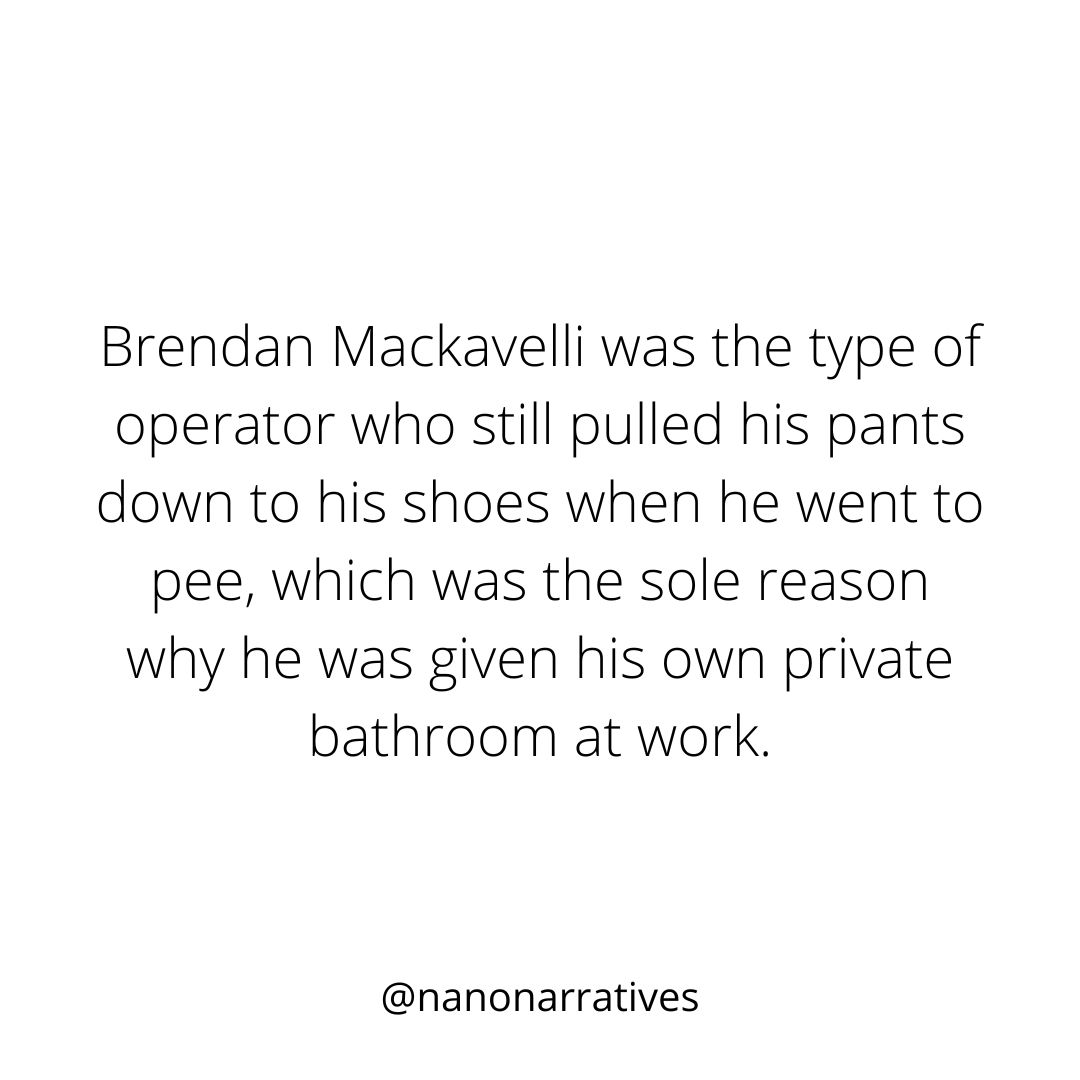 Brendan Mackavelli was the type of
operator who still pulled his pants
down to his shoes when he went to
pee, which was the sole reason
why he was given his own private
bathroom at work.
@nanonarratives